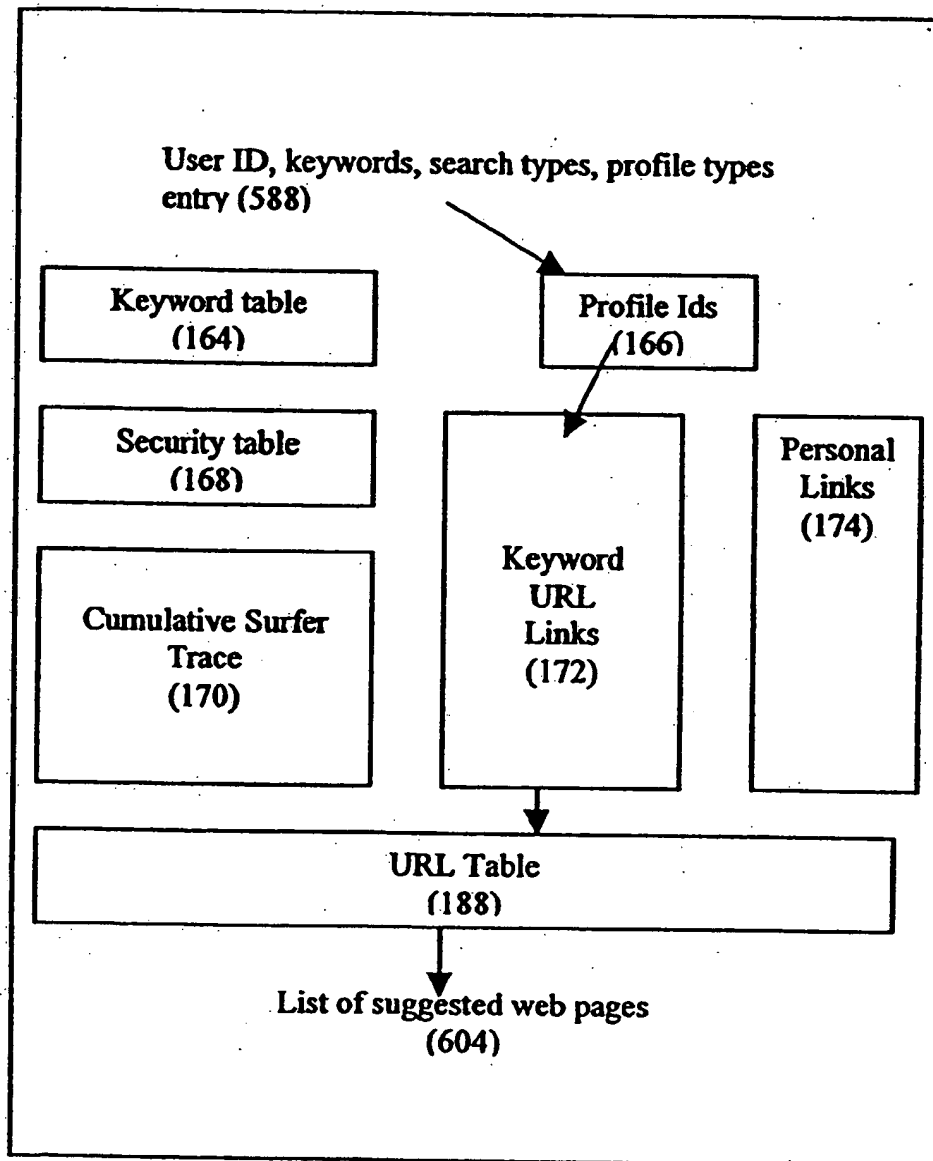 User ID, keywords, search types, profile types
entry (588)
Keyword table
(164)
Profile Ids
(166)
Security table
(168)
Personal
Links
(174)
Keyword
URL
Links
(172)
Cumulative Surfer
Trace
(170)
URL Table
(188)
List of suggested web pages
(604)